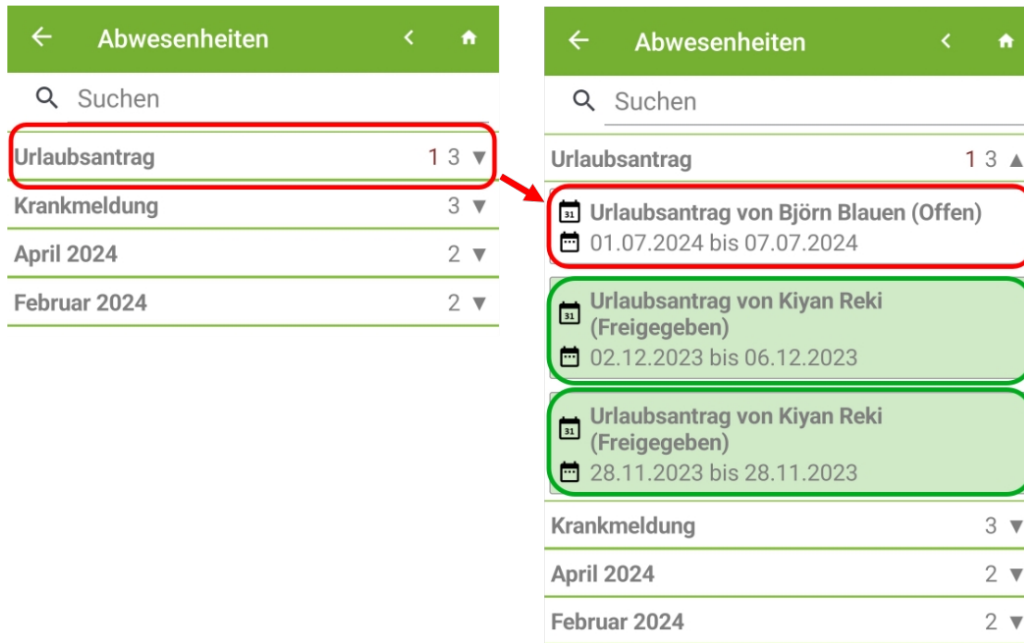 Abwesenheiten
Suchen
Urlaubsantrag 1 3 ▼
Krankmeldung 3 ▼
April 2024 2 ▼
Februar 2024 2 ▼
Abwesenheiten
Suchen
Urlaubsantrag 1 3 ▲
31 Urlaubsantrag von Björn Blauen (Offen)
01.07.2024 bis 07.07.2024
31 Urlaubsantrag von Kiyan Reki
(Freigegeben)
02.12.2023 bis 06.12.2023
31 Urlaubsantrag von Kiyan Reki
(Freigegeben)
28.11.2023 bis 28.11.2023
Krankmeldung 3 ▼
April 2024 2 ▼
Februar 2024 2 ▼